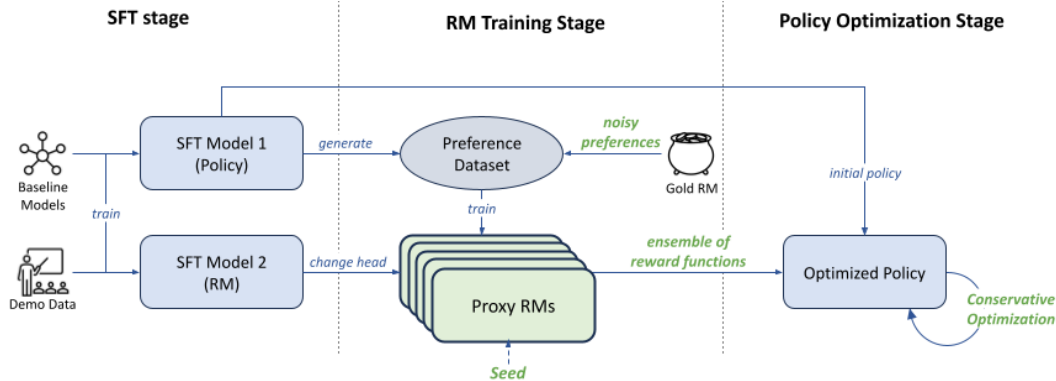 SFT stage
RM Training Stage
Policy Optimization Stage
SFT Model 1
(Policy)
generate
Preference
Dataset
noisy
preferences
Gold RM
Baseline
Models
train
train
initial policy
SFT Model 2
(RM)
change head
Proxy RMs
ensemble of
reward functions
Optimized Policy
Conservative
Optimization
Demo Data
Seed